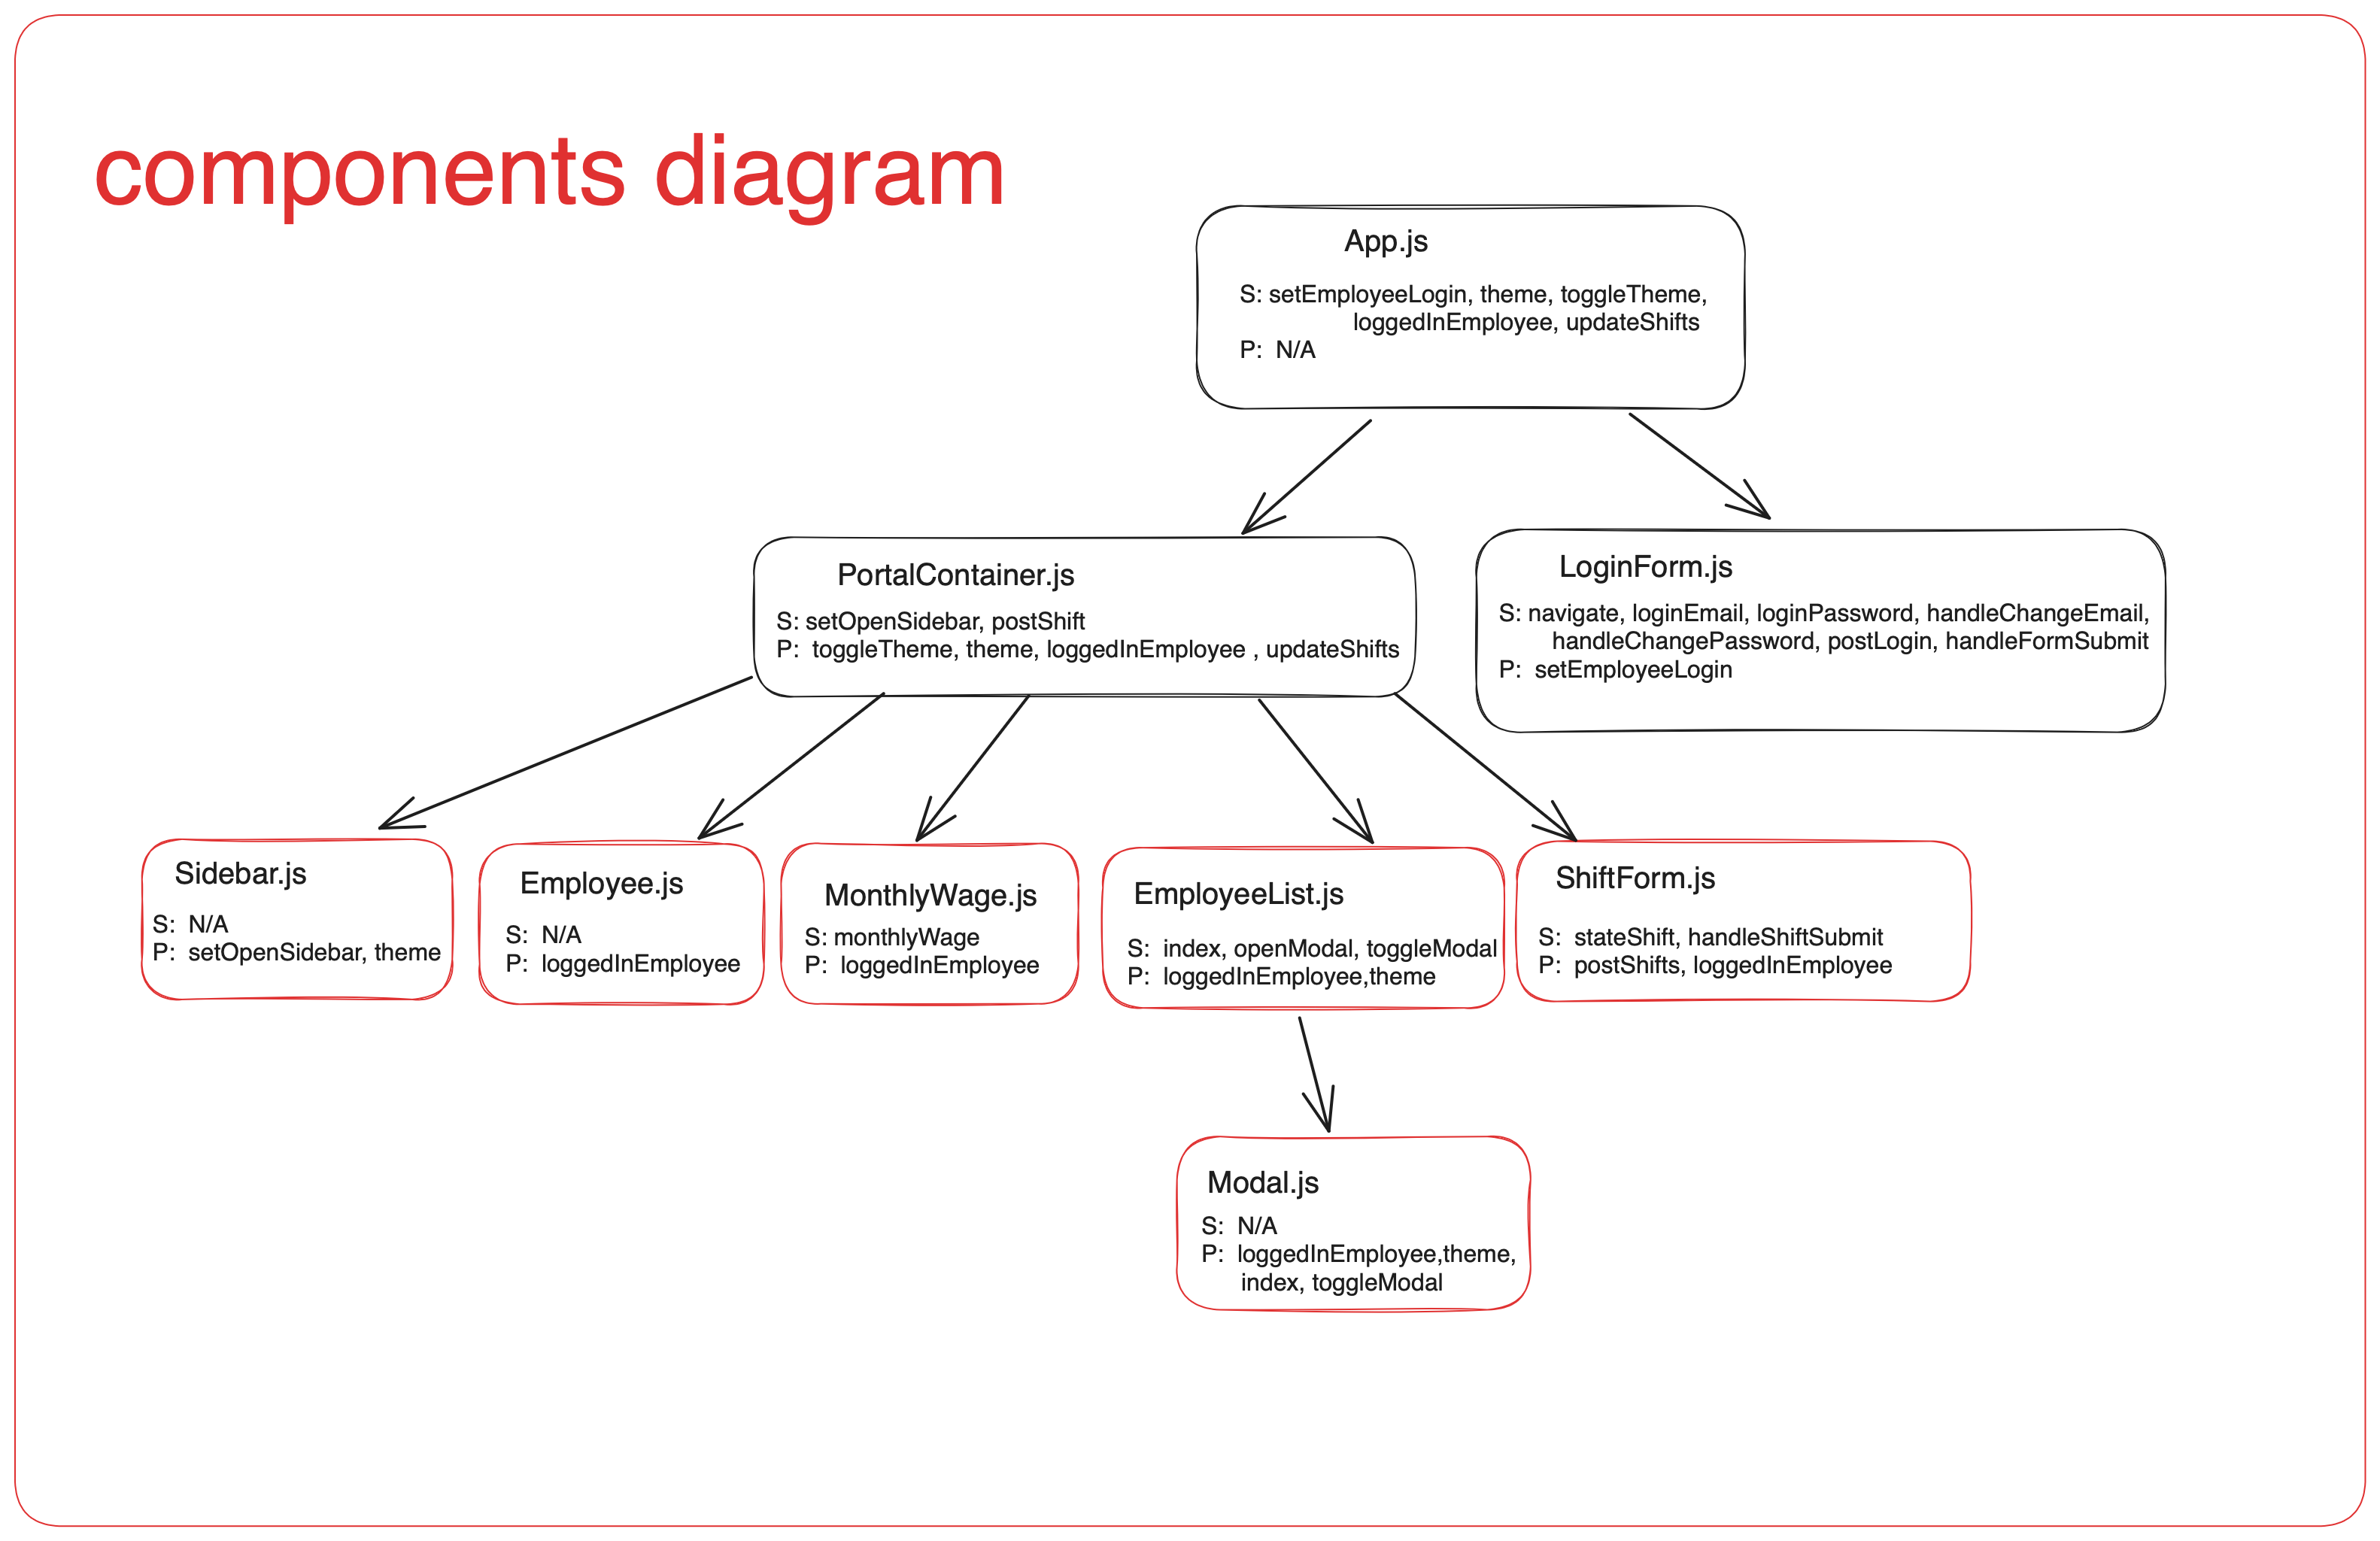 components diagram
App.js
S: setEmployeeLogin, theme, toggleTheme,
loggedInEmployee, updateShifts
P: N/A
PortalContainer.js
S: setOpenSidebar, postShift
P: toggleTheme, theme, loggedInEmployee , updateShifts
LoginForm.js
S: navigate, loginEmail, loginPassword, handleChangeEmail,
handleChangePassword, postLogin, handleFormSubmit
P: setEmployeeLogin
Sidebar.js
S: N/A
P: setOpenSidebar, theme
Employee.js
S: N/A
P: loggedInEmployee
MonthlyWage.js
S: monthlyWage
P: loggedInEmployee
EmployeeList.js
S: index, openModal, toggleModal
P: loggedInEmployee,theme
ShiftForm.js
S: stateShift, handleShiftSubmit
P: postShifts, loggedInEmployee
Modal.js
S: N/A
P: loggedInEmployee,theme,
index, toggleModal